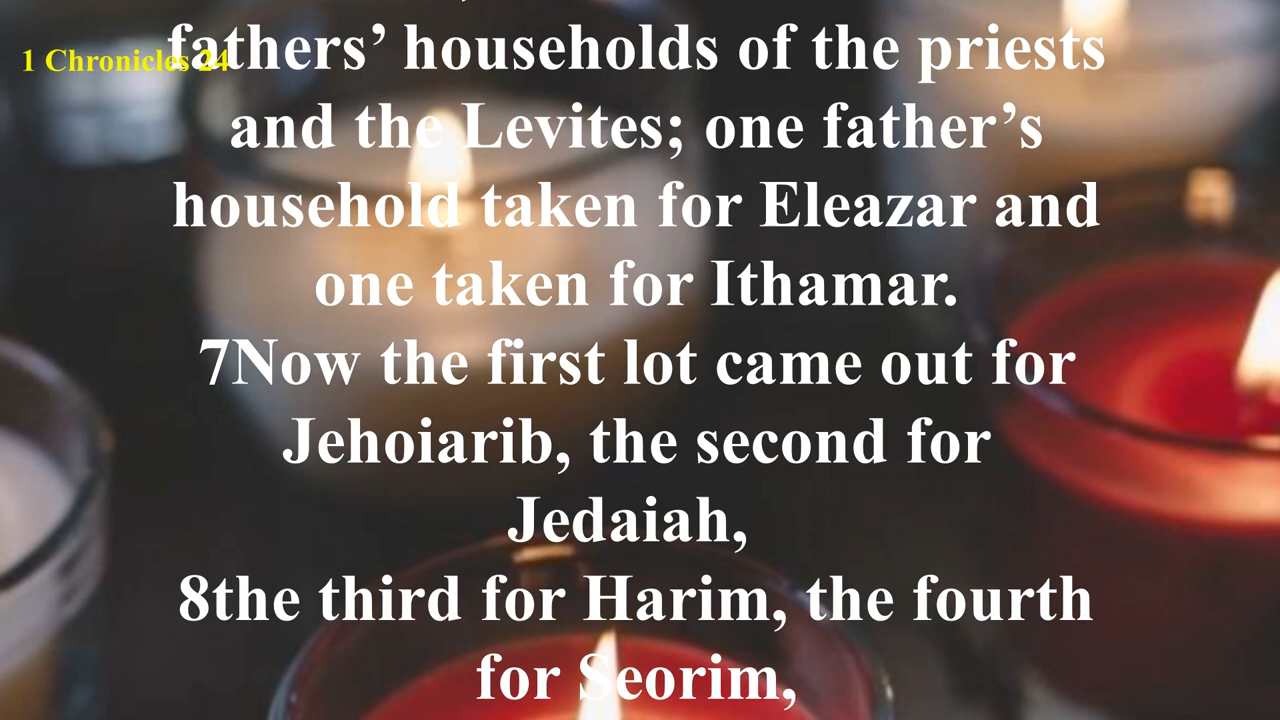 1 Chronicles 24
fathers’ households of the priests
and the Levites; one father’s
household taken for Eleazar and
one taken for Ithamar.
7Now the first lot came out for
Jehoiarib, the second for
Jedaiah,
8the third for Harim, the fourth
for Seorim,